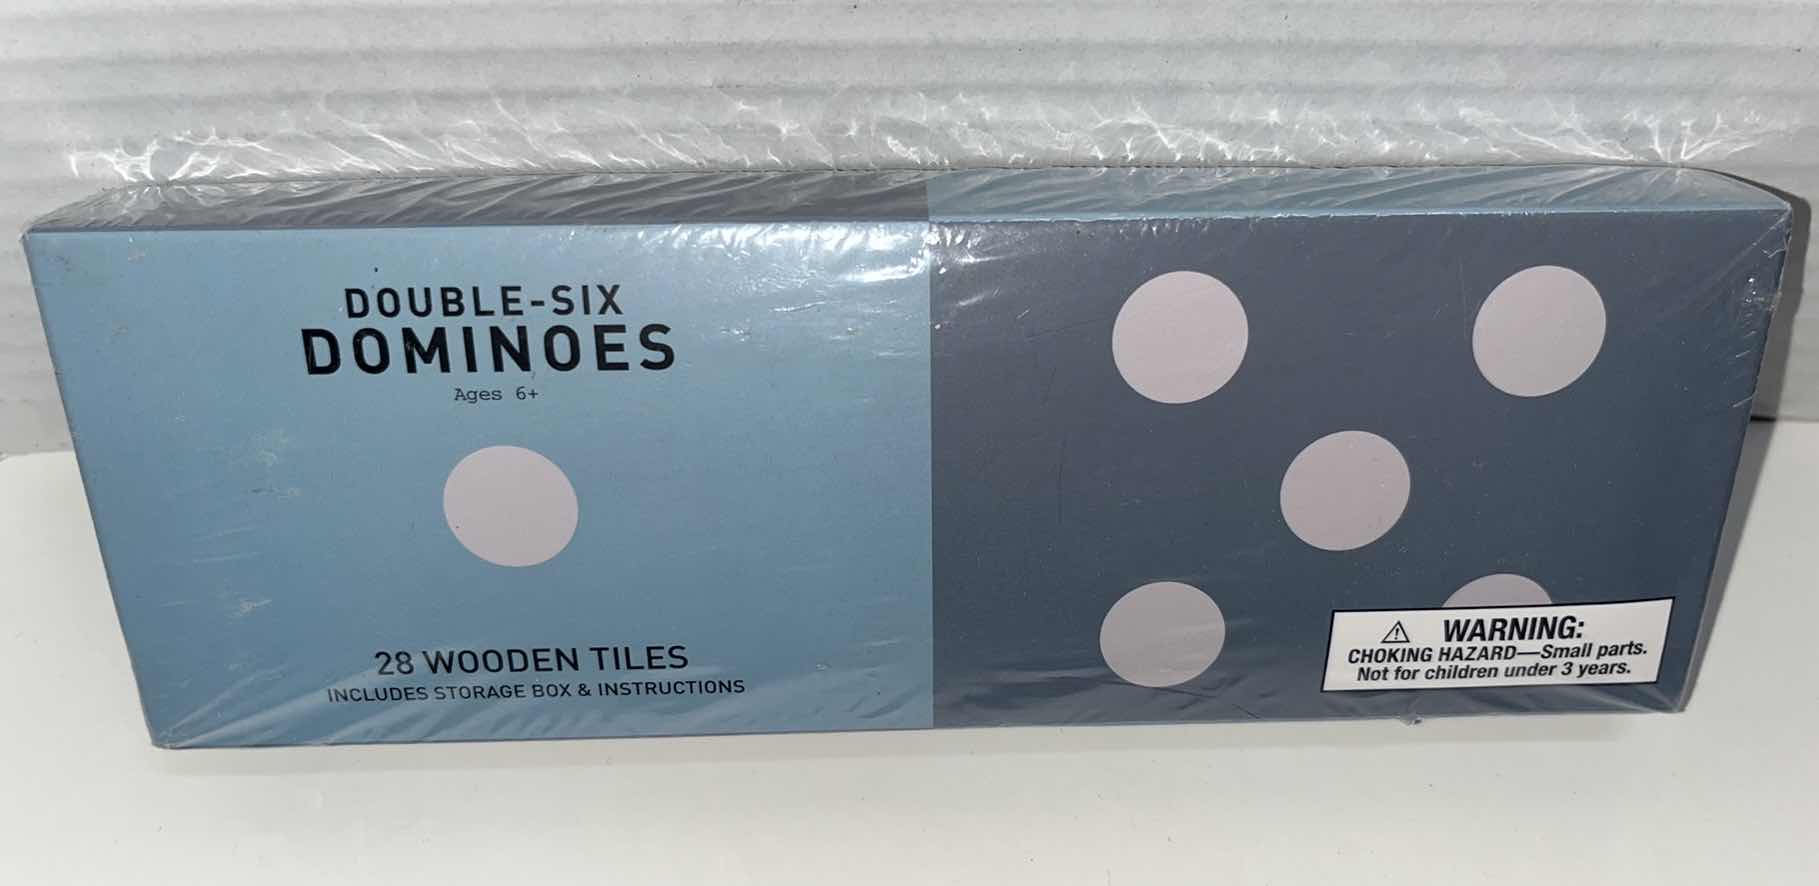 DOUBLE-SIX
DOMINOES
Ages 6+
28 WOODEN TILES
INCLUDES STORAGE BOX & INSTRUCTIONS
WARNING:
CHOKING HAZARD—Small parts.
Not for children under 3 years.